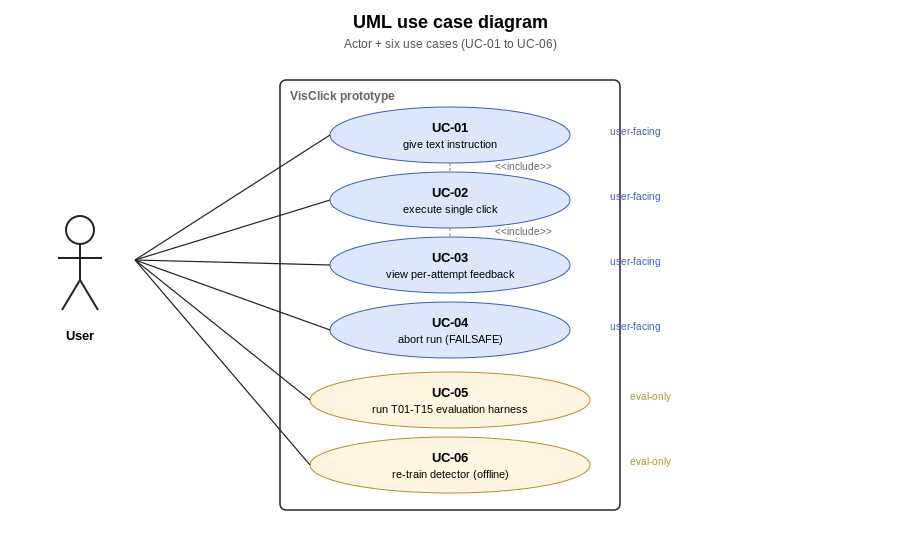 UML use case diagram
Actor + six use cases (UC-01 to UC-06)
VisClick prototype
UC-01
give text instruction
user-facing
<<include>>
UC-02
execute single click
user-facing
<<include>>
UC-03
view per-attempt feedback
user-facing
UC-04
abort run (FAILSAFE)
user-facing
User
UC-05
run T01-T15 evaluation harness
eval-only
UC-06
re-train detector (offline)
eval-only